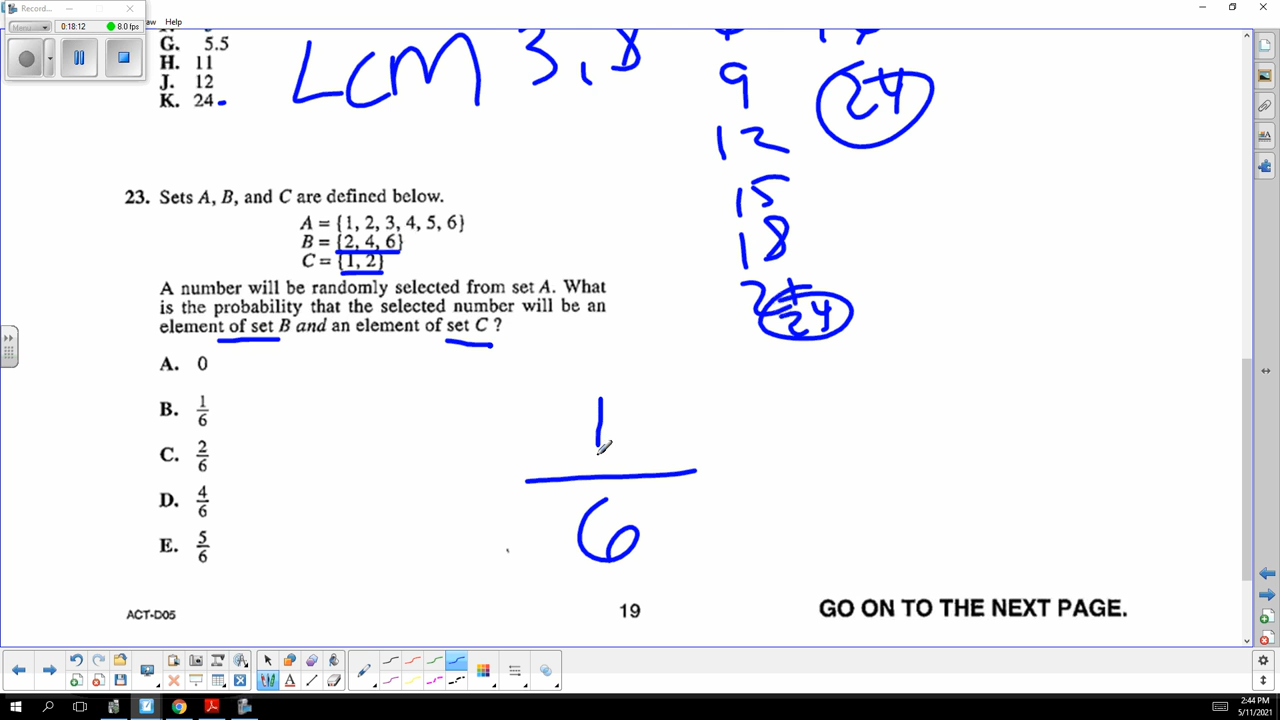 Record...
aw Help
Menu
0:18:12 8.0 fps
G. 5.5
H. 11
J. 12
K. 24
LCM 3, 8
9
12
15
18
24
24
23. Sets A, B, and C are defined below.
A = {1, 2, 3, 4, 5, 6}
B = {2, 4, 6}
C = {1, 2}
A number will be randomly selected from set A. What
is the probability that the selected number will be an
element of set B and an element of set C ?
A. 0
B. 1/6
C. 2/6
D. 4/6
E. 5/6
1
6
ACT-D05
19
GO ON TO THE NEXT PAGE.
2:44 PM
5/11/2021